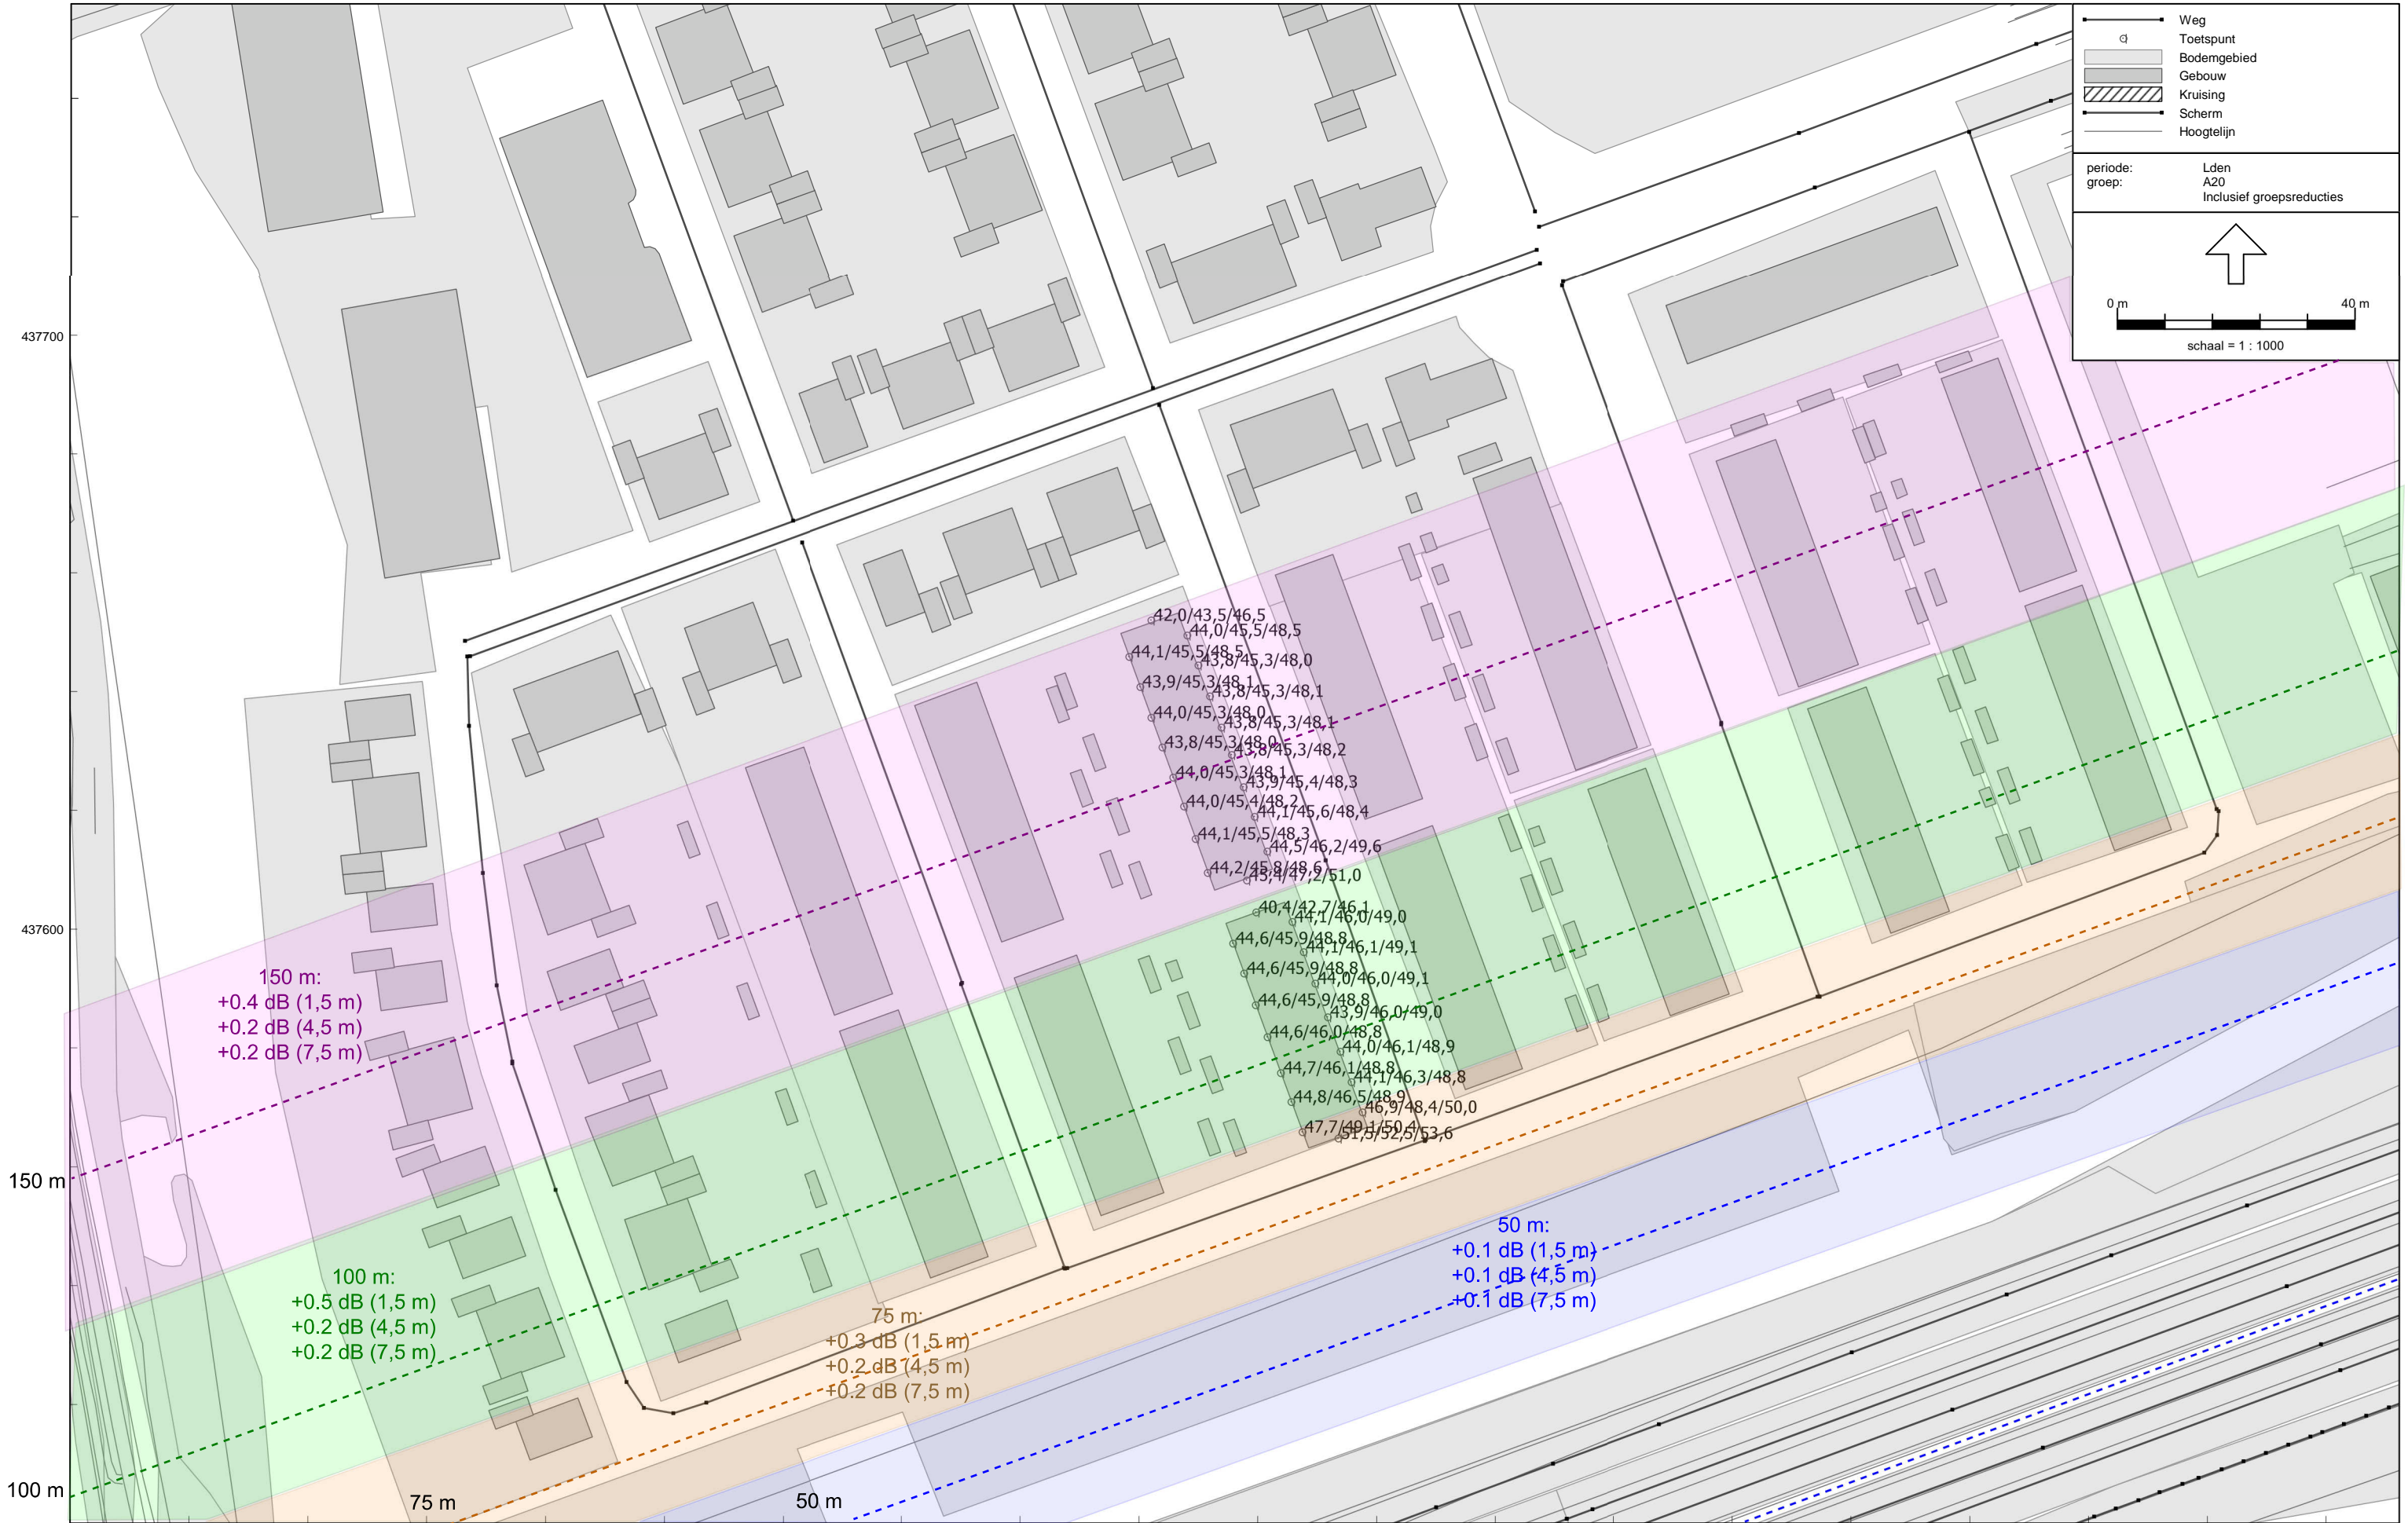 Weg
Toetspunt
Bodemgebied
Gebouw
Kruising
Scherm
Hoogtelijn
periode: Lden
groep: A20
Inclusief groepsreducties
0 m 40 m
schaal = 1 : 1000
437700
42,0/43,5/46,5
44,0/45,5/48,5
44,1/45,5/48,5
43,8/45,3/48,0
43,9/45,3/48,1
43,8/45,3/48,1
44,0/45,3/48,0
43,8/45,3/48,1
43,8/45,3/48,0
43,8/45,3/48,2
44,0/45,3/48,1
43,9/45,4/48,3
44,0/45,4/48,2
44,1/45,6/48,4
44,1/45,5/48,3
44,5/46,2/49,6
44,2/45,8/48,6
45,4/47,2/51,0
437600
40,4/42,7/46,1
44,1/46,0/49,0
44,6/45,9/48,8
44,1/46,1/49,1
44,6/45,9/48,8
44,0/46,0/49,1
44,6/45,9/48,8
43,9/46,0/49,0
44,6/46,0/48,8
44,0/46,1/48,9
44,7/46,1/48,8
44,1/46,3/48,8
44,8/46,5/48,9
46,9/48,4/50,0
47,7/49,1/50,4
51,5/52,5/53,6
150 m:
+0.4 dB (1,5 m)
+0.2 dB (4,5 m)
+0.2 dB (7,5 m)
150 m
100 m:
+0.5 dB (1,5 m)
+0.2 dB (4,5 m)
+0.2 dB (7,5 m)
75 m:
+0.3 dB (1,5 m)
+0.2 dB (4,5 m)
+0.2 dB (7,5 m)
50 m:
+0.1 dB (1,5 m)
+0.1 dB (4,5 m)
+0.1 dB (7,5 m)
100 m
75 m
50 m